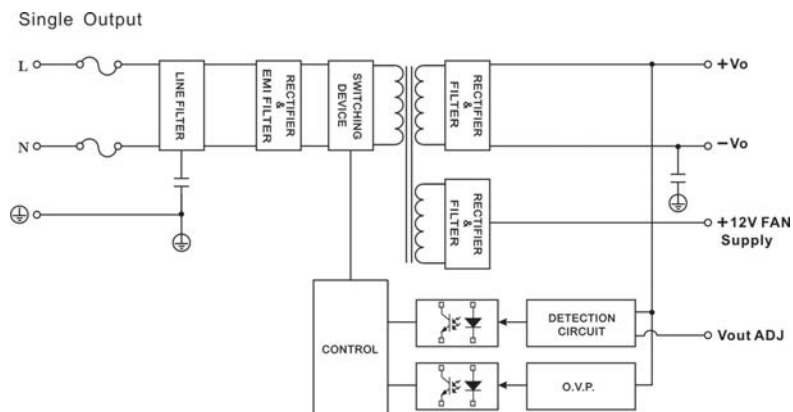 Single Output
L
N
LINE FILTER
RECTIFIER
&
EMI FILTER
SWITCHING
DEVICE
RECTIFIER
&
FILTER
+Vo
−Vo
RECTIFIER
&
FILTER
+12V FAN
Supply
CONTROL
DETECTION
CIRCUIT
Vout ADJ
O.V.P.